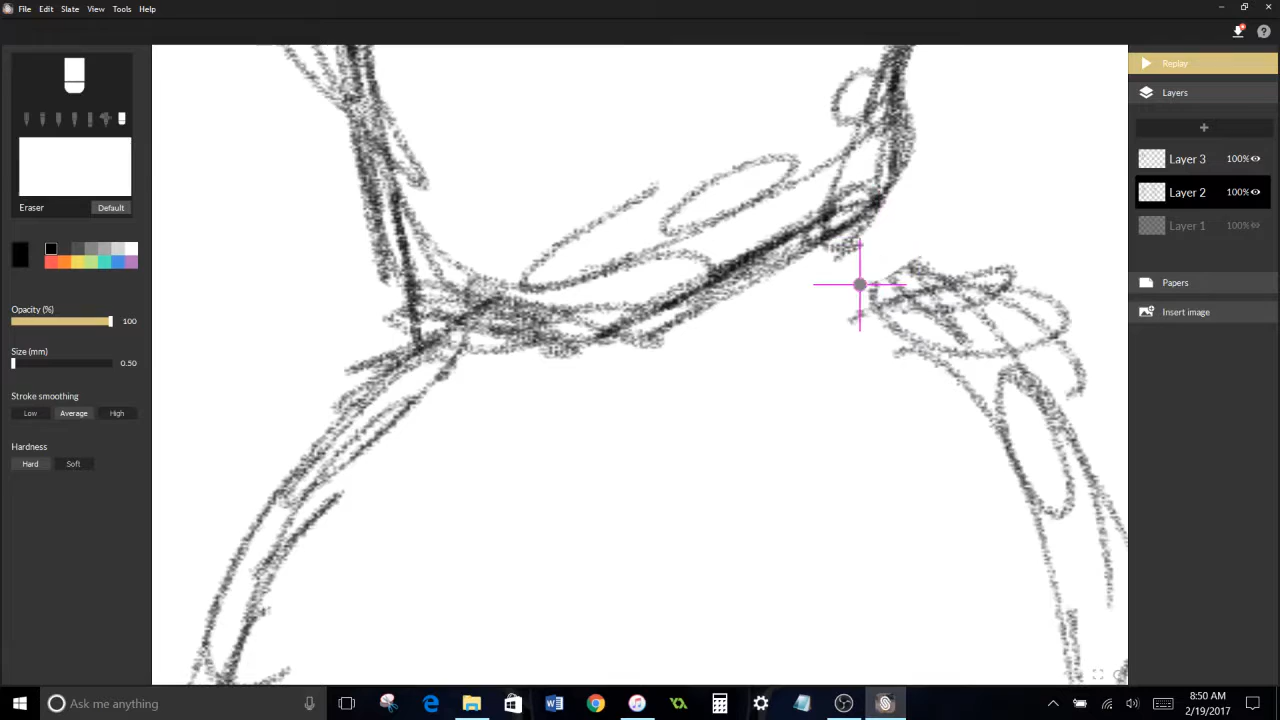 File Edit Slate View Tools Help
Replay
Layers
Layer 3 100%
Layer 2 100%
Layer 1 100%
Papers
Insert image
Eraser Default
Opacity (%)
100
Size (mm)
0.50
Stroke smoothing
Low Average High
Hardness
Hard Soft
Ask me anything
8:50 AM
2/19/2017